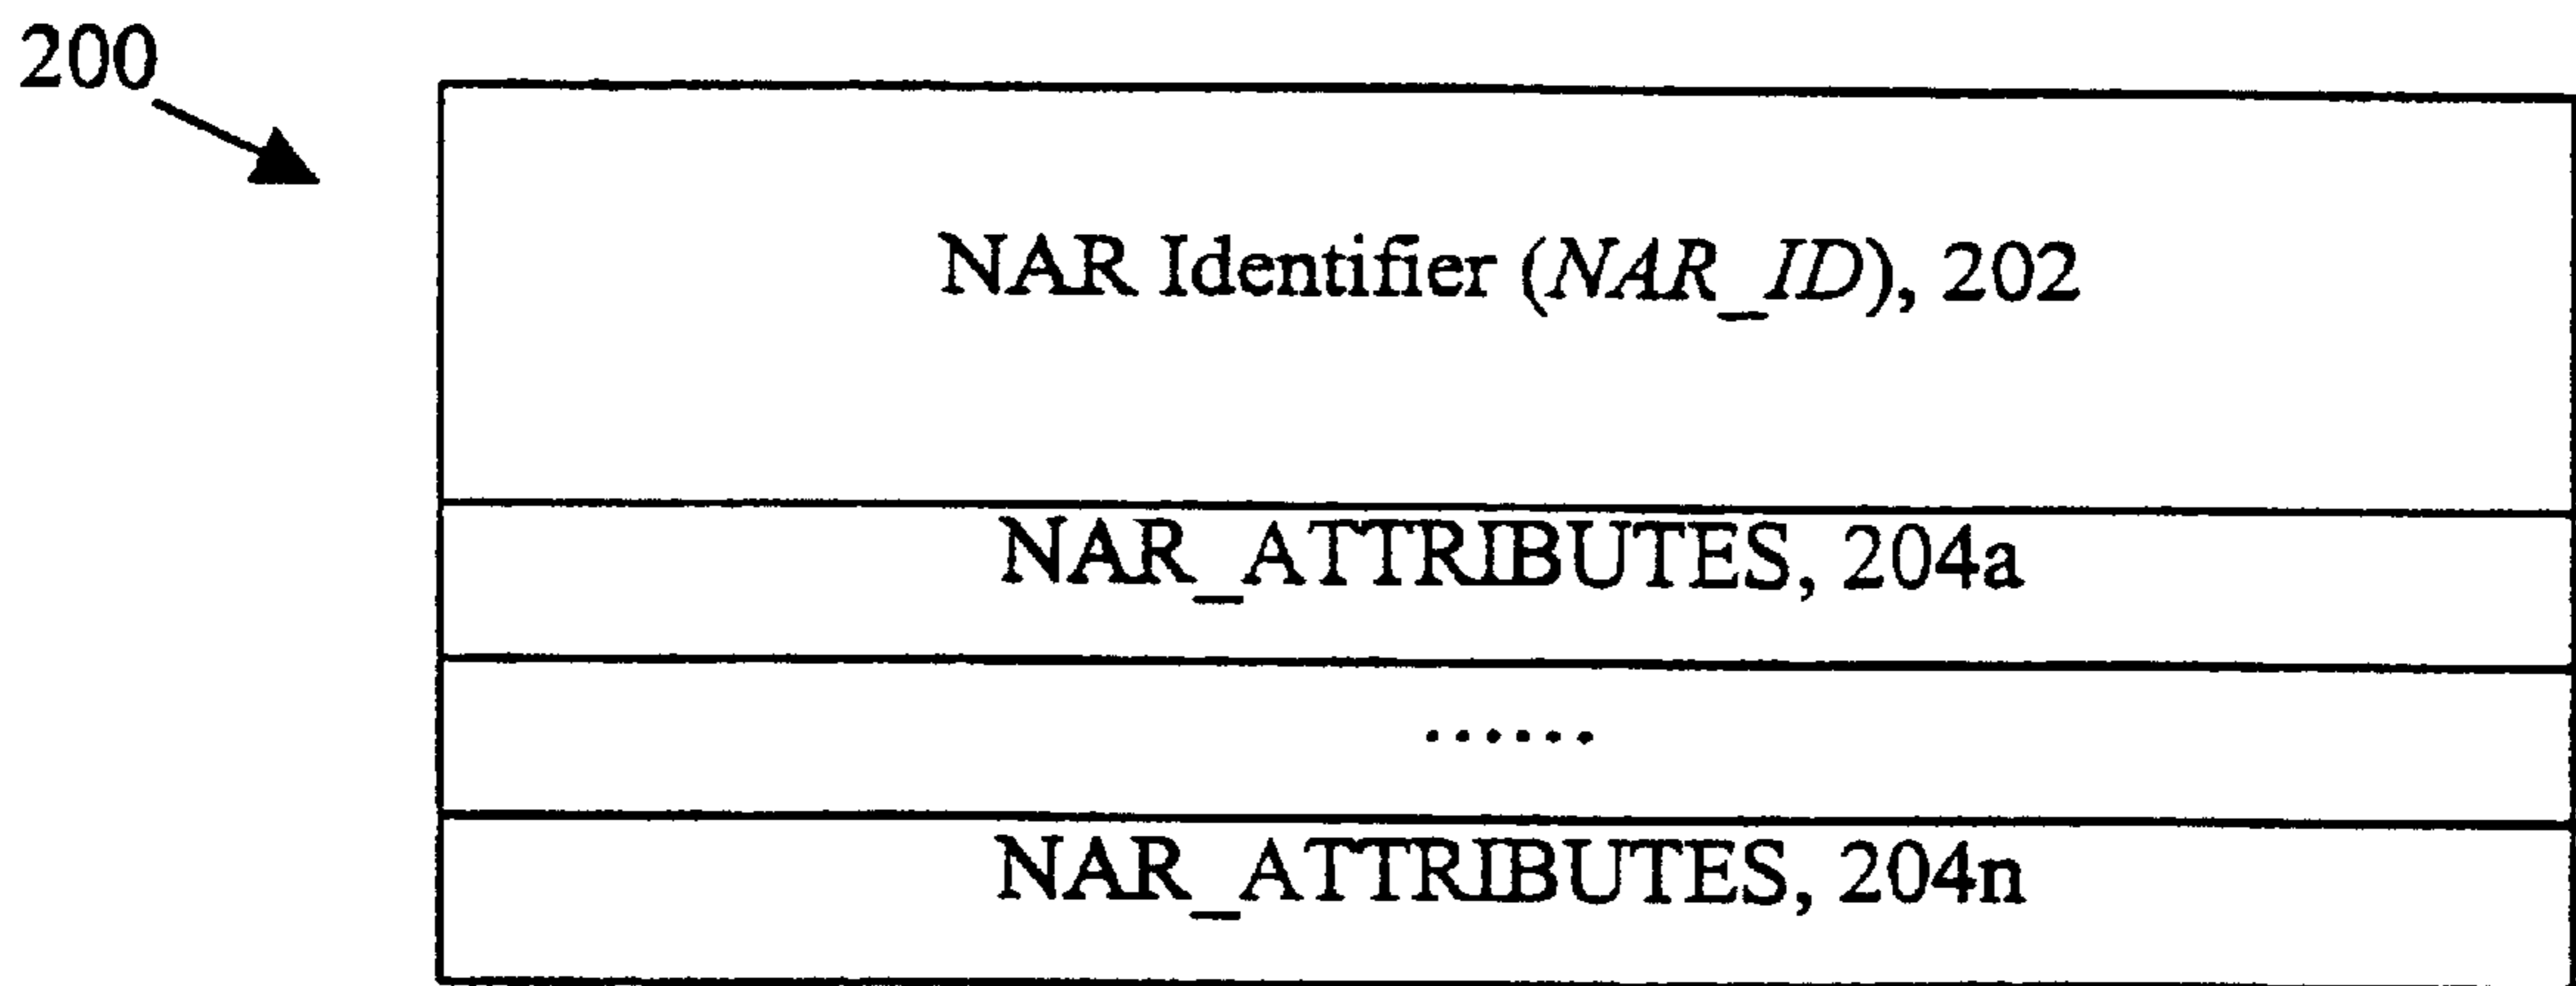 200
NAR Identifier (NAR_ID), 202
NAR_ATTRIBUTES, 204a
......
NAR_ATTRIBUTES, 204n